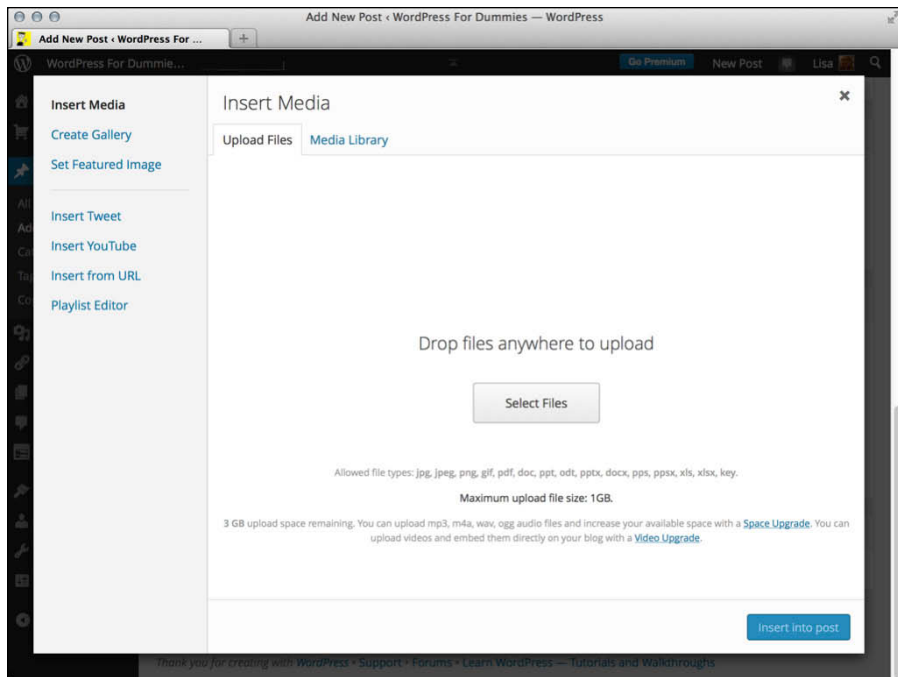 Add New Post ‹ WordPress For Dummies — WordPress
Add New Post ‹ WordPress For ...
WordPress For Dummie...
Go Premium
New Post
Lisa
Insert Media
Create Gallery
Set Featured Image
Insert Tweet
Insert YouTube
Insert from URL
Playlist Editor
Insert Media
Upload Files
Media Library
All
Ad
Ca
Tag
Co
Drop files anywhere to upload
Select Files
Allowed file types: jpg, jpeg, png, gif, pdf, doc, ppt, odt, pptx, docx, pps, ppsx, xls, xlsx, key.
Maximum upload file size: 1GB.
3 GB upload space remaining. You can upload mp3, m4a, wav, ogg audio files and increase your available space with a Space Upgrade. You can
upload videos and embed them directly on your blog with a Video Upgrade.
Insert into post
Thank you for creating with WordPress • Support • Forums • Learn WordPress — Tutorials and Walkthroughs